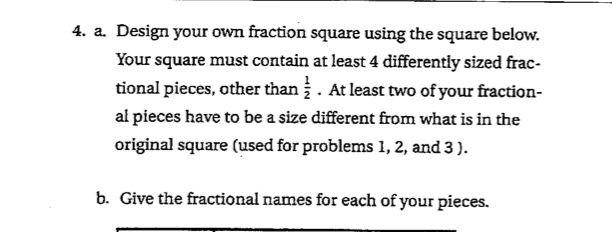 4. a. Design your own fraction square using the square below.
Your square must contain at least 4 differently sized frac-
tional pieces, other than 1/2 . At least two of your fraction-
al pieces have to be a size different from what is in the
original square (used for problems 1, 2, and 3 ).
b. Give the fractional names for each of your pieces.